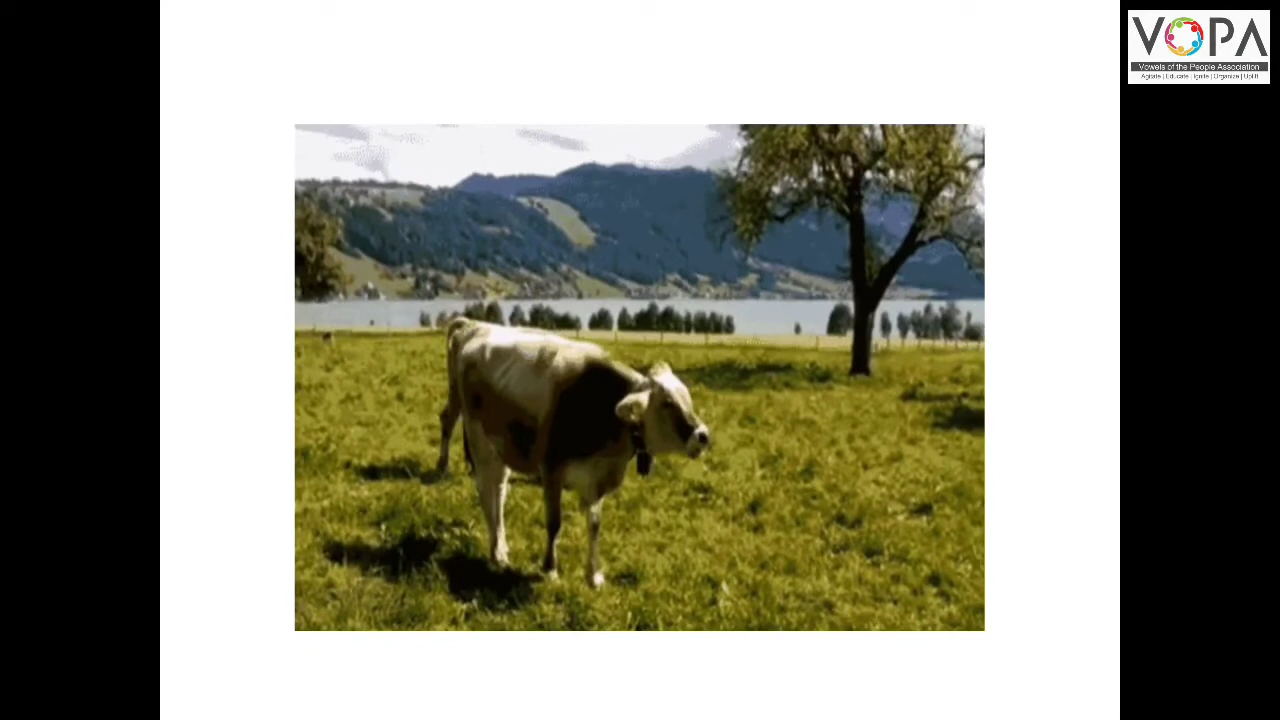 VOPA
Vowels of the People Association
Agitate | Educate | Ignite | Organize | Uplift